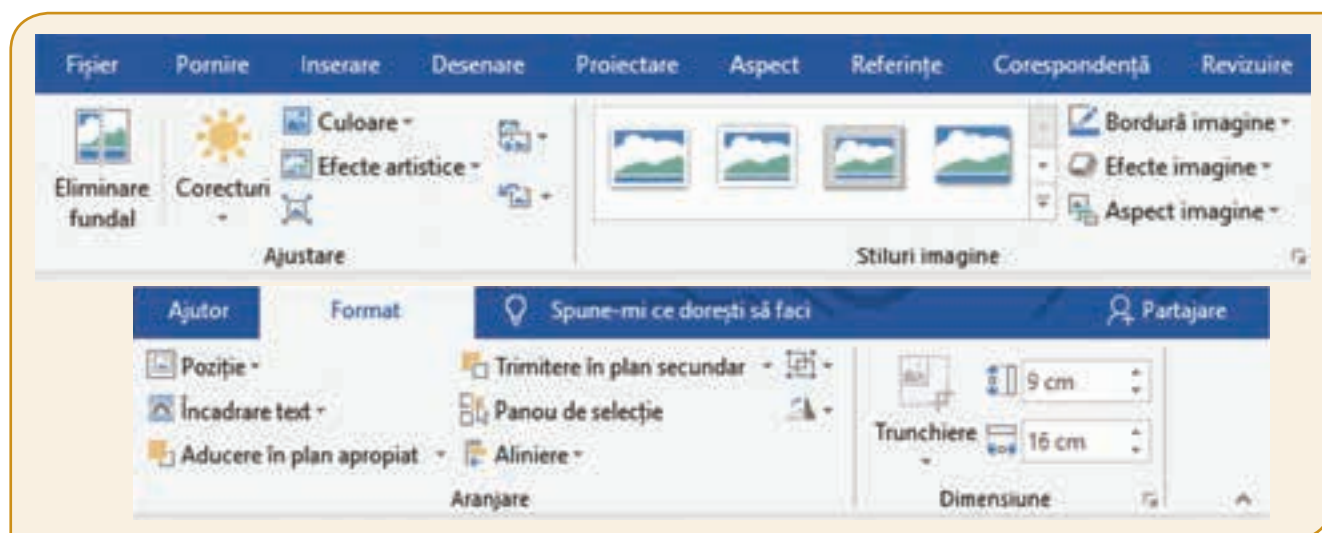 Fișier Pornire Inserare Desenare Proiectare Aspect Referințe Corespondență Revizuire
Eliminare fundal
Corecturi
Culoare
Efecte artistice
Ajustare
Bordură imagine
Efecte imagine
Aspect imagine
Stiluri imagine
Ajutor Format Spune-mi ce dorești să faci Partajare
Poziție
Încadrare text
Aducere în plan apropiat
Trimitere în plan secundar
Panou de selecție
Aliniere
Aranjare
Trunchiere
9 cm
16 cm
Dimensiune